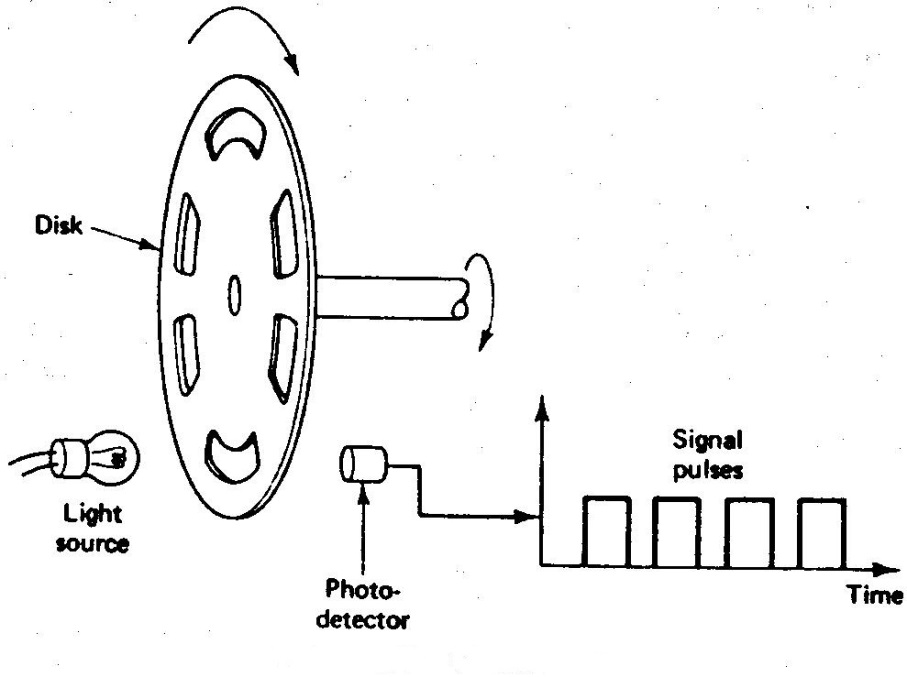 Disk
Light
source
Photo-
detector
Signal
pulses
Time